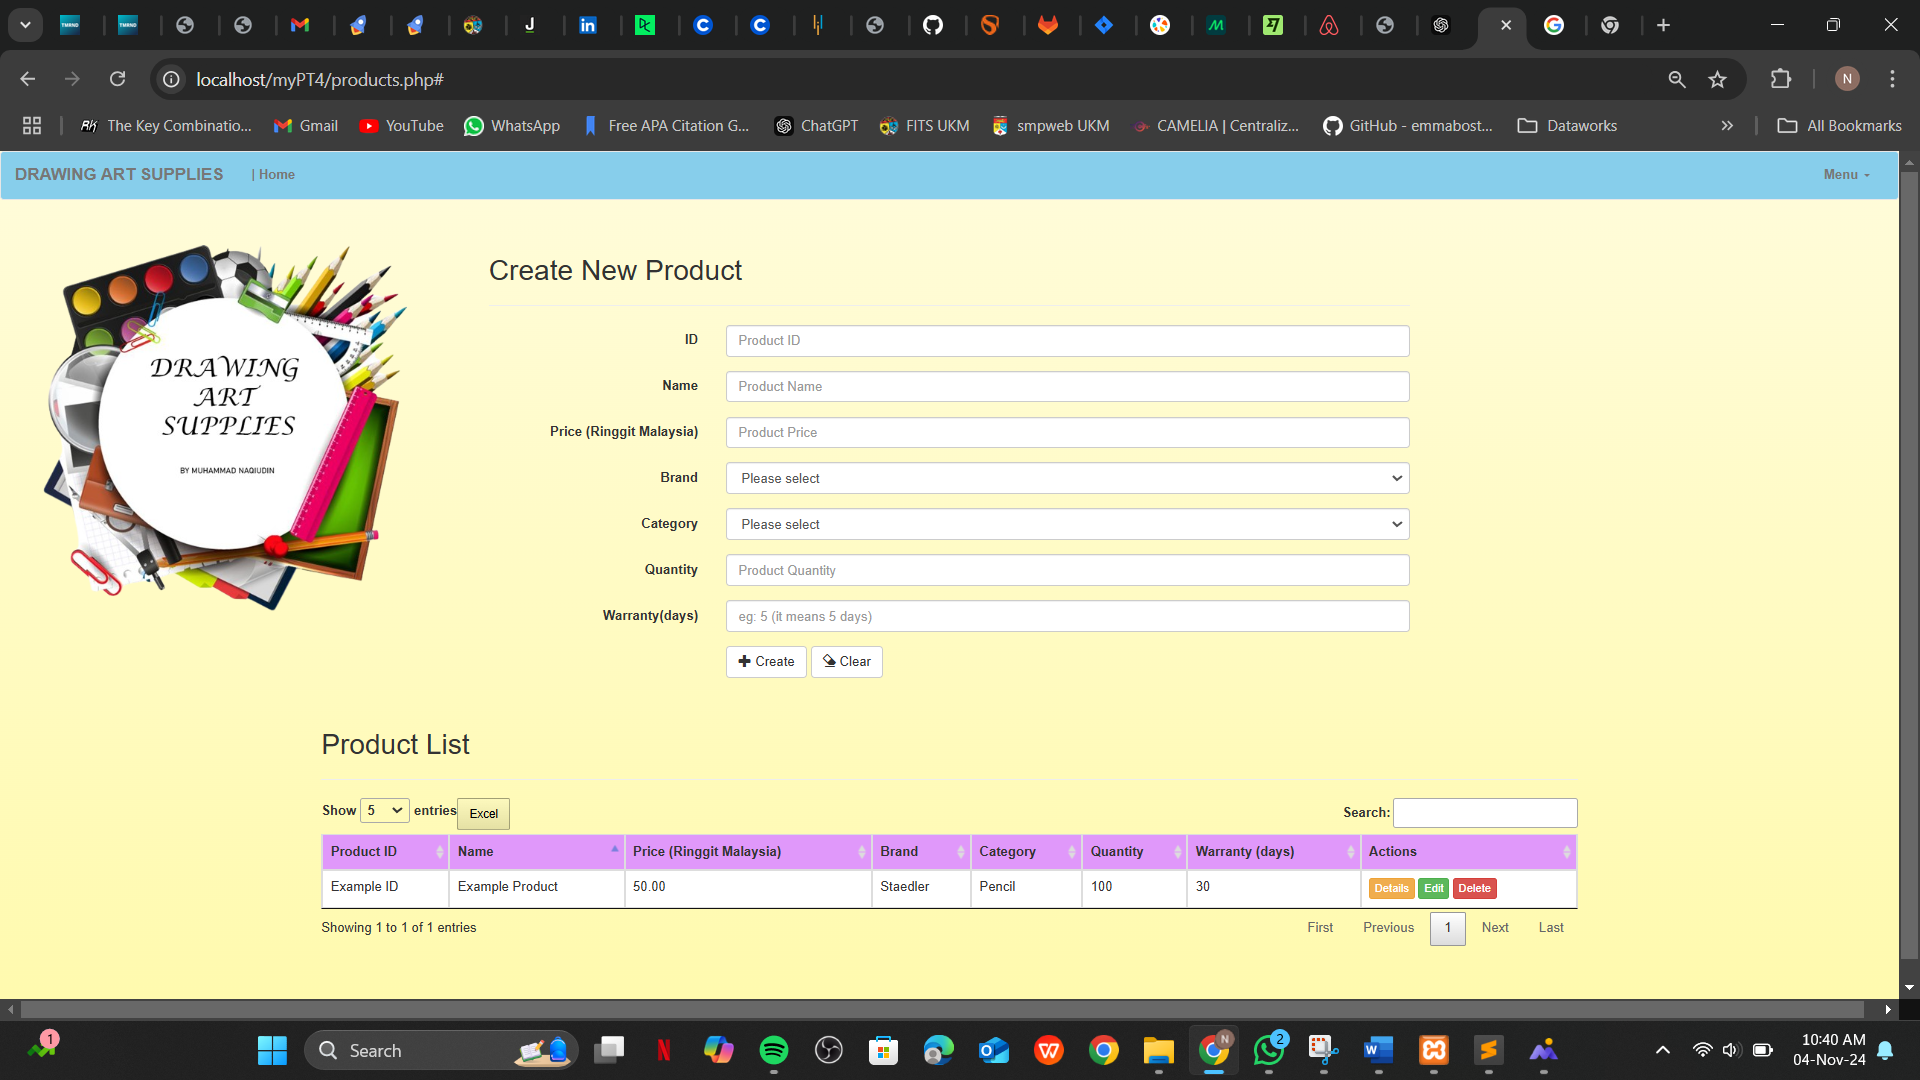 localhost/myPT4/products.php#
N
The Key Combinatio...
Gmail
YouTube
WhatsApp
Free APA Citation G...
ChatGPT
FITS UKM
smpweb UKM
CAMELIA | Centraliz...
GitHub - emmabost...
Dataworks
All Bookmarks
DRAWING ART SUPPLIES
| Home
Menu
DRAWING
ART
SUPPLIES
BY MUHAMMAD NAQIUDIN
Create New Product
ID
Product ID
Name
Product Name
Price (Ringgit Malaysia)
Product Price
Brand
Please select
Category
Please select
Quantity
Product Quantity
Warranty(days)
eg: 5 (it means 5 days)
Create
Clear
Product List
Show 5 entries
Excel
Search:
Product ID Name Price (Ringgit Malaysia) Brand Category Quantity Warranty (days) Actions
Example ID Example Product 50.00 Staedler Pencil 100 30 Details Edit Delete
Showing 1 to 1 of 1 entries
First Previous 1 Next Last
1
Search
N
2
10:40 AM
04-Nov-24